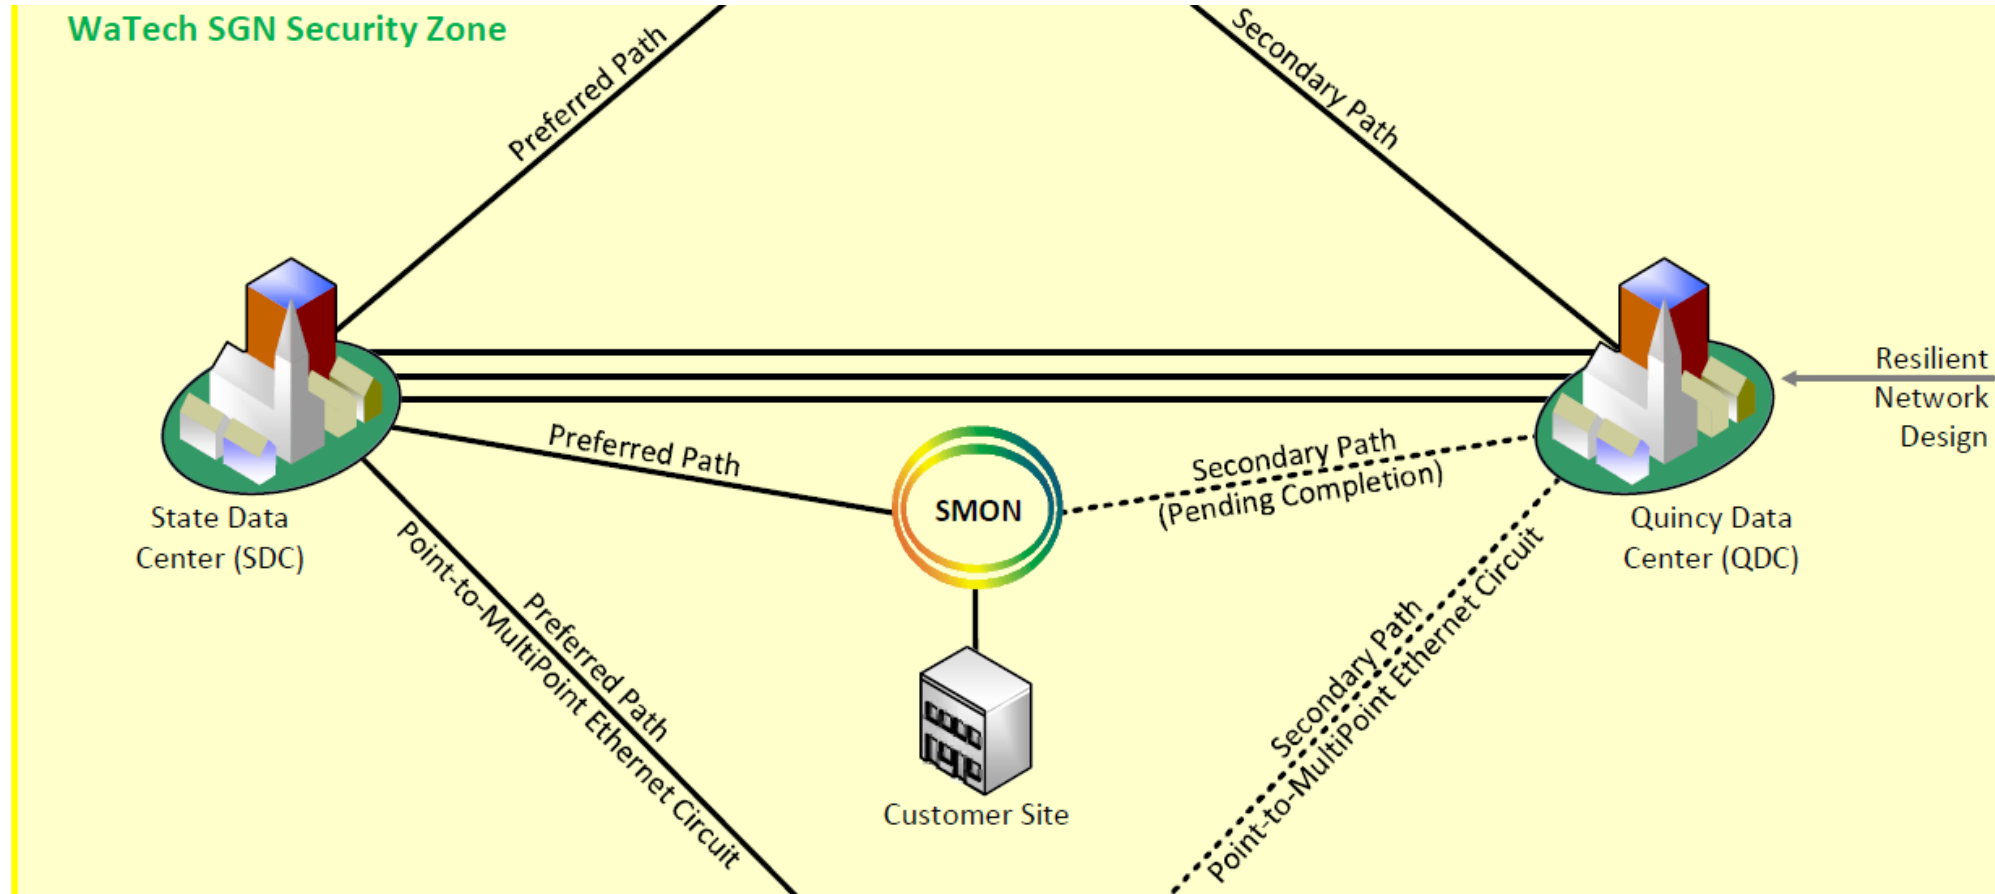 WaTech SGN Security Zone
Preferred Path
Secondary Path
Resilient
Network
Design
Preferred Path
SMON
Secondary Path
(Pending Completion)
State Data
Center (SDC)
Quincy Data
Center (QDC)
Preferred Path
Point-to-MultiPoint Ethernet Circuit
Secondary Path
Point-to-MultiPoint Ethernet Circuit
Customer Site